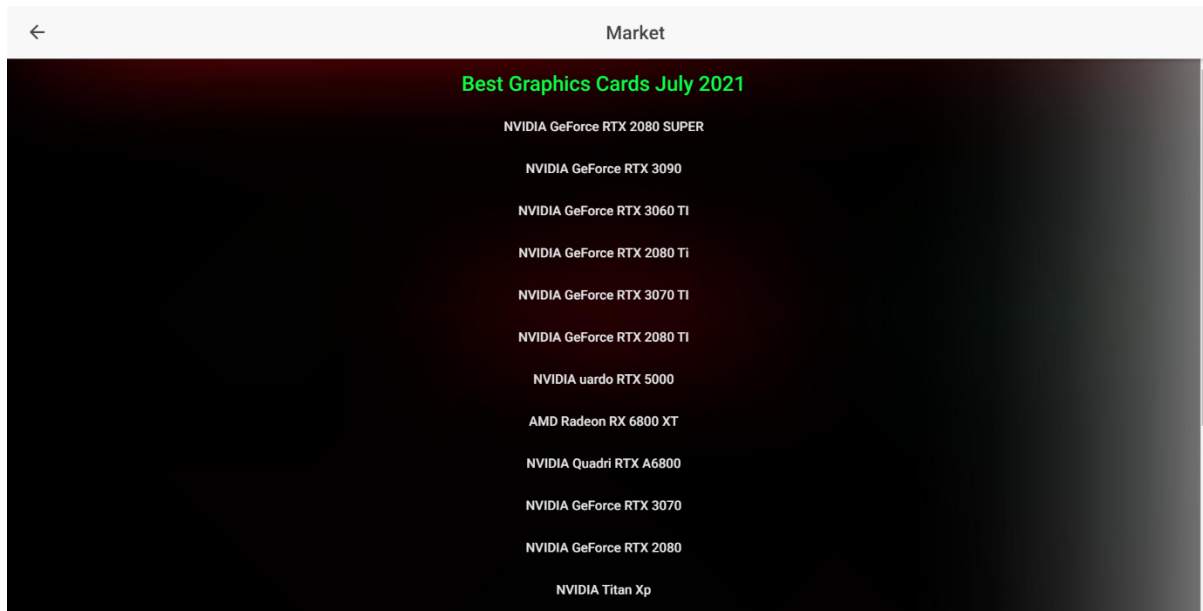 Market
Best Graphics Cards July 2021
NVIDIA GeForce RTX 2080 SUPER
NVIDIA GeForce RTX 3090
NVIDIA GeForce RTX 3060 TI
NVIDIA GeForce RTX 2080 Ti
NVIDIA GeForce RTX 3070 TI
NVIDIA GeForce RTX 2080 TI
NVIDIA uardo RTX 5000
AMD Radeon RX 6800 XT
NVIDIA Quadri RTX A6800
NVIDIA GeForce RTX 3070
NVIDIA GeForce RTX 2080
NVIDIA Titan Xp